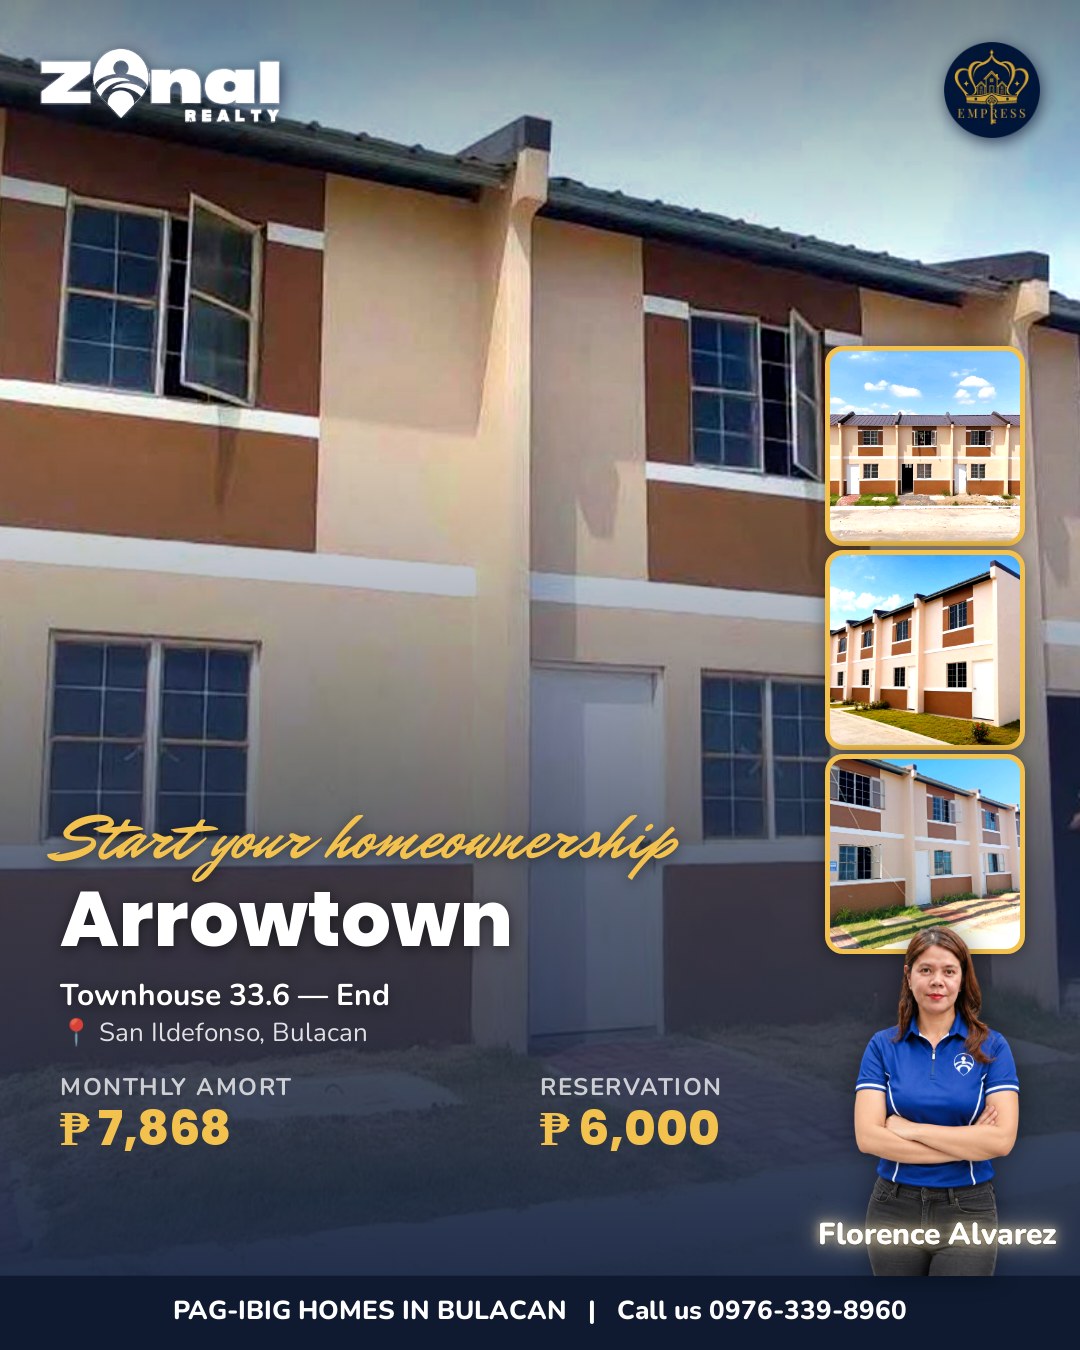 Zonal
REALTY
EMPRESS
Start your homeownership
Arrowtown
Townhouse 33.6 — End
📍 San Ildefonso, Bulacan
MONTHLY AMORT
₱ 7,868
RESERVATION
₱ 6,000
Florence Alvarez
PAG-IBIG HOMES IN BULACAN | Call us 0976-339-8960